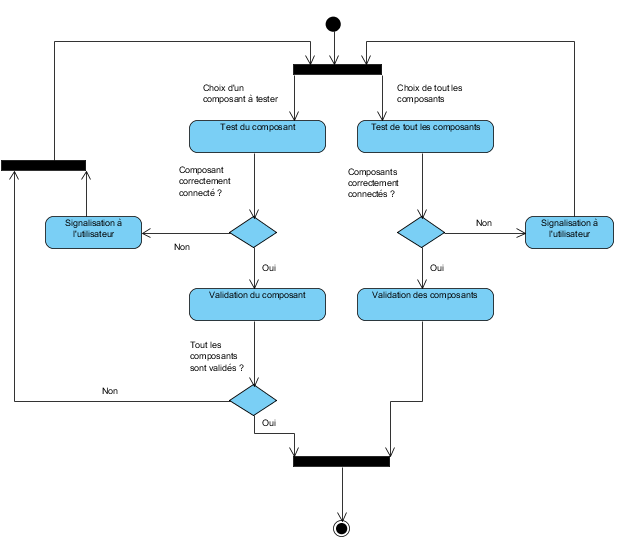 Choix d'un
composant à tester
Choix de tout les
composants
Test du composant
Test de tout les composants
Composant
correctement
connecté ?
Composants
correctement
connectés ?
Signalisation à
l'utilisateur
Non
Non
Signalisation à
l'utilisateur
Oui
Oui
Validation du composant
Validation des composants
Tout les
composants
sont validés ?
Non
Oui